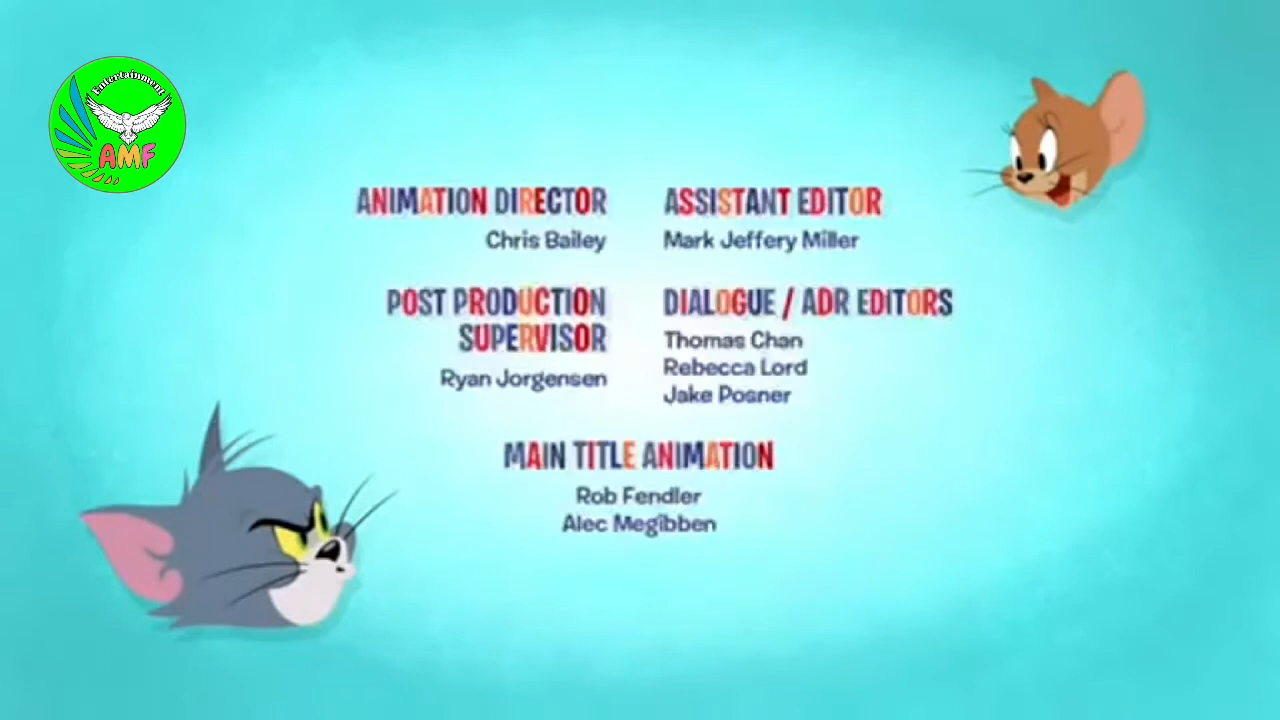 Entertainment
AMF
ANIMATION DIRECTOR
Chris Bailey
POST PRODUCTION
SUPERVISOR
Ryan Jorgensen
ASSISTANT EDITOR
Mark Jeffery Miller
DIALOGUE / ADR EDITORS
Thomas Chan
Rebecca Lord
Jake Posner
MAIN TITLE ANIMATION
Rob Fendler
Alec Megibben